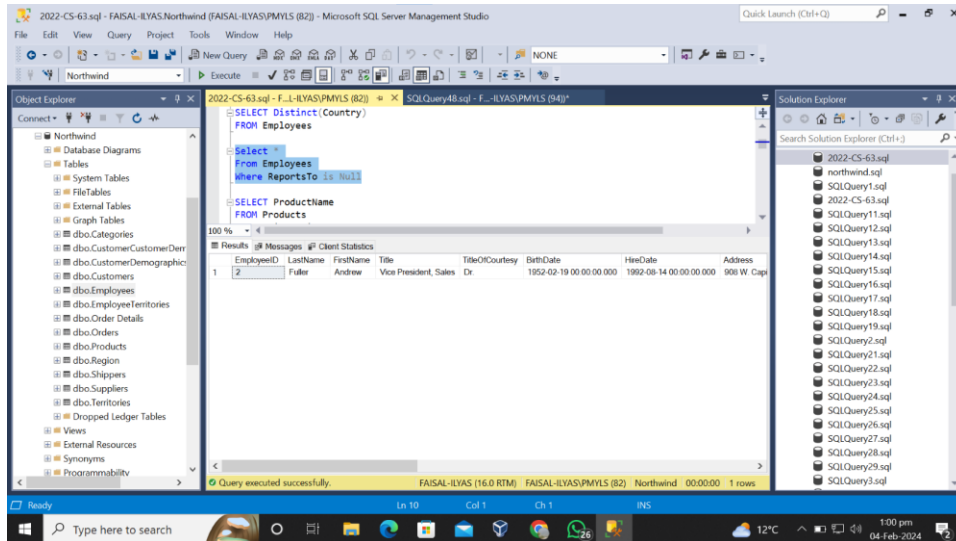 2022-CS-63.sql - FAISAL-ILYAS.Northwind (FAISAL-ILYAS\PMYLS (82)) - Microsoft SQL Server Management Studio
Quick Launch (Ctrl+Q)
File Edit View Query Project Tools Window Help
New Query NONE
Northwind Execute
Object Explorer
Connect
Northwind
Database Diagrams
Tables
System Tables
FileTables
External Tables
Graph Tables
dbo.Categories
dbo.CustomerCustomerDem
dbo.CustomerDemographics
dbo.Customers
dbo.Employees
dbo.EmployeeTerritories
dbo.Order Details
dbo.Orders
dbo.Products
dbo.Region
dbo.Shippers
dbo.Suppliers
dbo.Territories
Dropped Ledger Tables
Views
External Resources
Synonyms
Programmability
2022-CS-63.sql - F...L-ILYAS\PMYLS (82)) SQLQuery48.sql - F...-ILYAS\PMYLS (94))*
SELECT Distinct(Country)
FROM Employees
Select *
From Employees
Where ReportsTo is Null
SELECT ProductName
FROM Products
100 %
Results Messages Client Statistics
EmployeeID LastName FirstName Title TitleOfCourtesy BirthDate HireDate Address
1 2 Fuller Andrew Vice President, Sales Dr. 1952-02-19 00:00:00.000 1992-08-14 00:00:00.000 908 W. Capi
Query executed successfully. FAISAL-ILYAS (16.0 RTM) FAISAL-ILYAS\PMYLS (82) Northwind 00:00:00 1 rows
Solution Explorer
Search Solution Explorer (Ctrl+;)
2022-CS-63.sql
northwind.sql
SQLQuery1.sql
2022-CS-63.sql
SQLQuery11.sql
SQLQuery12.sql
SQLQuery13.sql
SQLQuery14.sql
SQLQuery15.sql
SQLQuery16.sql
SQLQuery17.sql
SQLQuery18.sql
SQLQuery19.sql
SQLQuery2.sql
SQLQuery21.sql
SQLQuery22.sql
SQLQuery23.sql
SQLQuery24.sql
SQLQuery25.sql
SQLQuery26.sql
SQLQuery27.sql
SQLQuery28.sql
SQLQuery29.sql
SQLQuery3.sql
Ready Ln 10 Col 1 Ch 1 INS
Type here to search 26 12°C 1:00 pm
04-Feb-2024 2